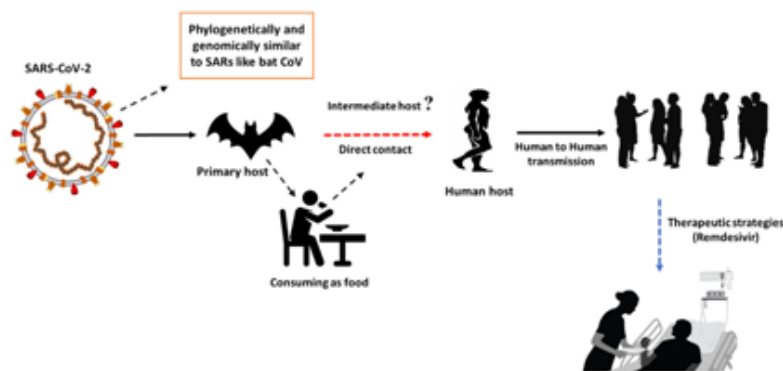 Phylogenetically and
genomically similar
to SARs like bat CoV
SARS-CoV-2
Intermediate host ?
Direct contact
Primary host
Human host
Human to Human
transmission
Consuming as food
Therapeutic strategies
(Remdesivir)